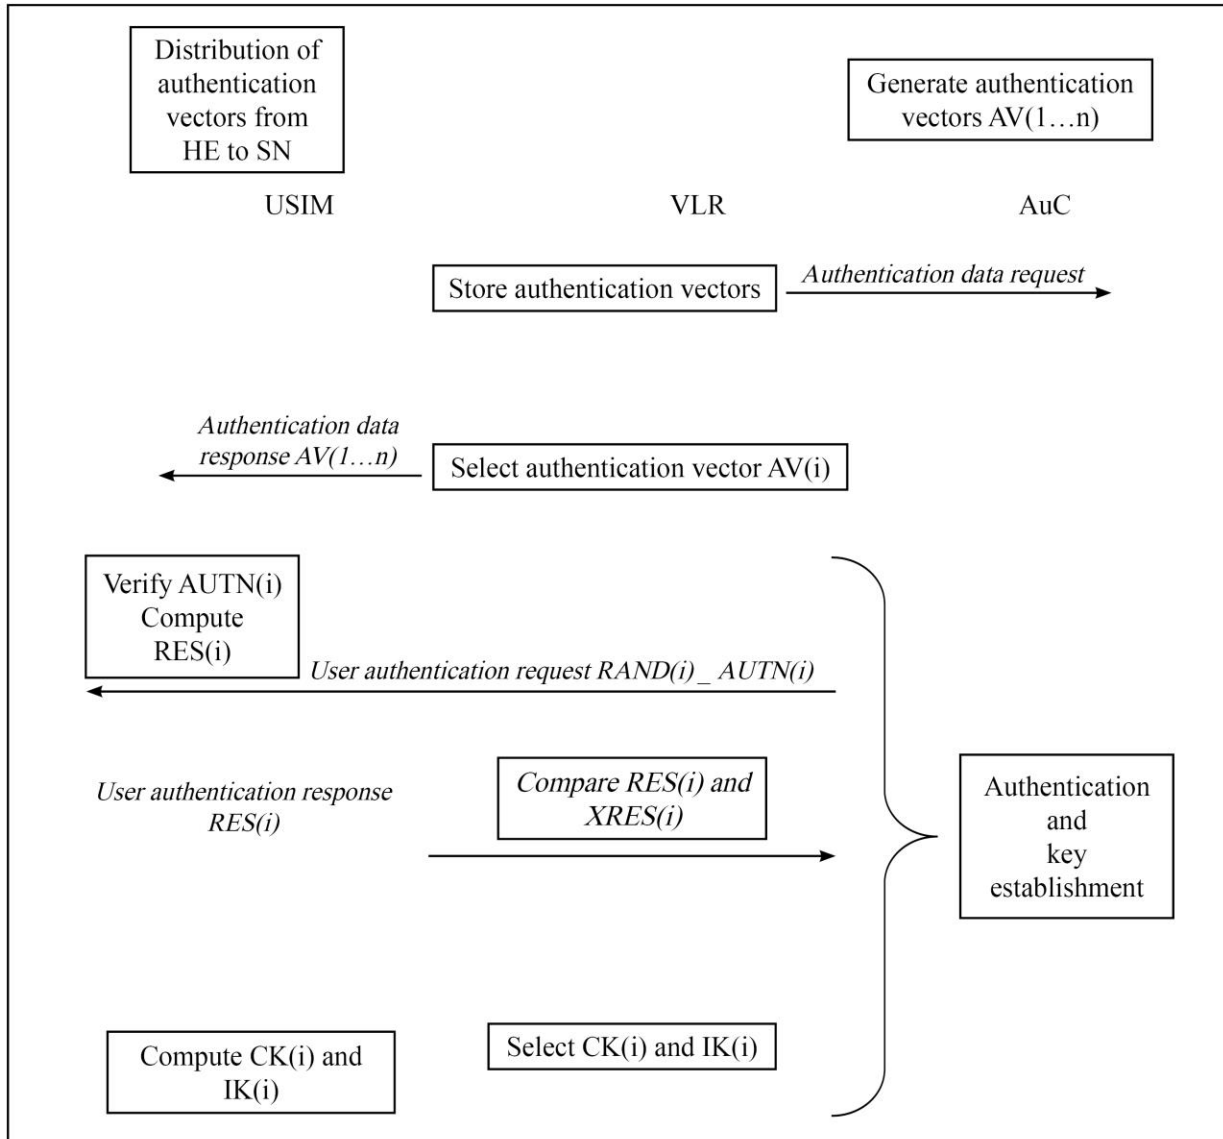 Distribution of
authentication
vectors from
HE to SN
Generate authentication
vectors AV(1…n)
USIM
VLR
AuC
Store authentication vectors
Authentication data request
Authentication data
response AV(1…n)
Select authentication vector AV(i)
Verify AUTN(i)
Compute
RES(i)
User authentication request RAND(i)_ AUTN(i)
User authentication response
RES(i)
Compare RES(i) and
XRES(i)
Authentication
and
key
establishment
Compute CK(i) and
IK(i)
Select CK(i) and IK(i)